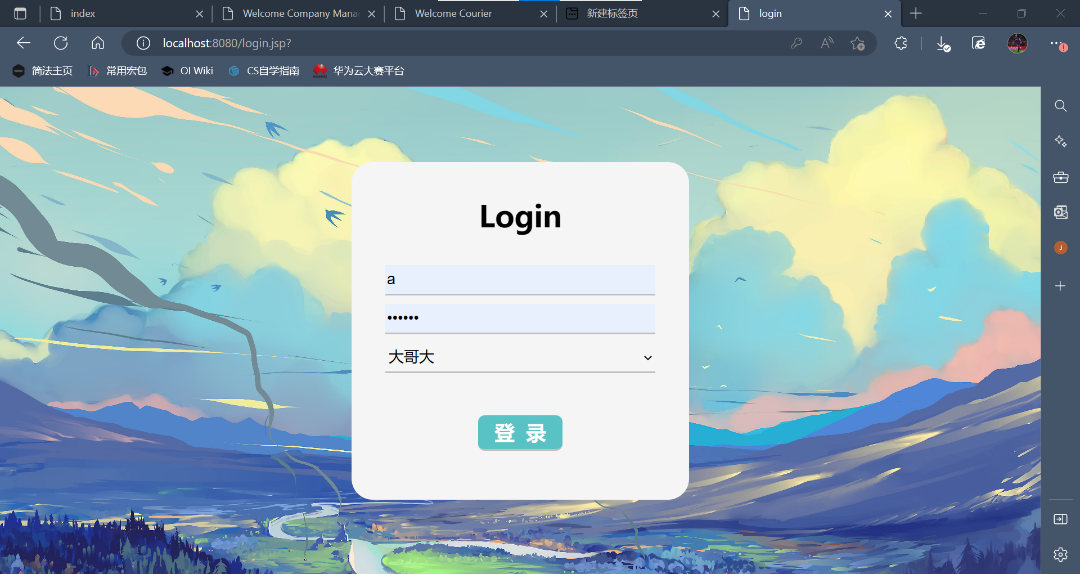 index
Welcome Company Mana
Welcome Courier
新建标签页
login
localhost:8080/login.jsp?
简法主页
常用宏包
OI Wiki
CS自学指南
华为云大赛平台
Login
a
••••••
大哥大
登 录
J